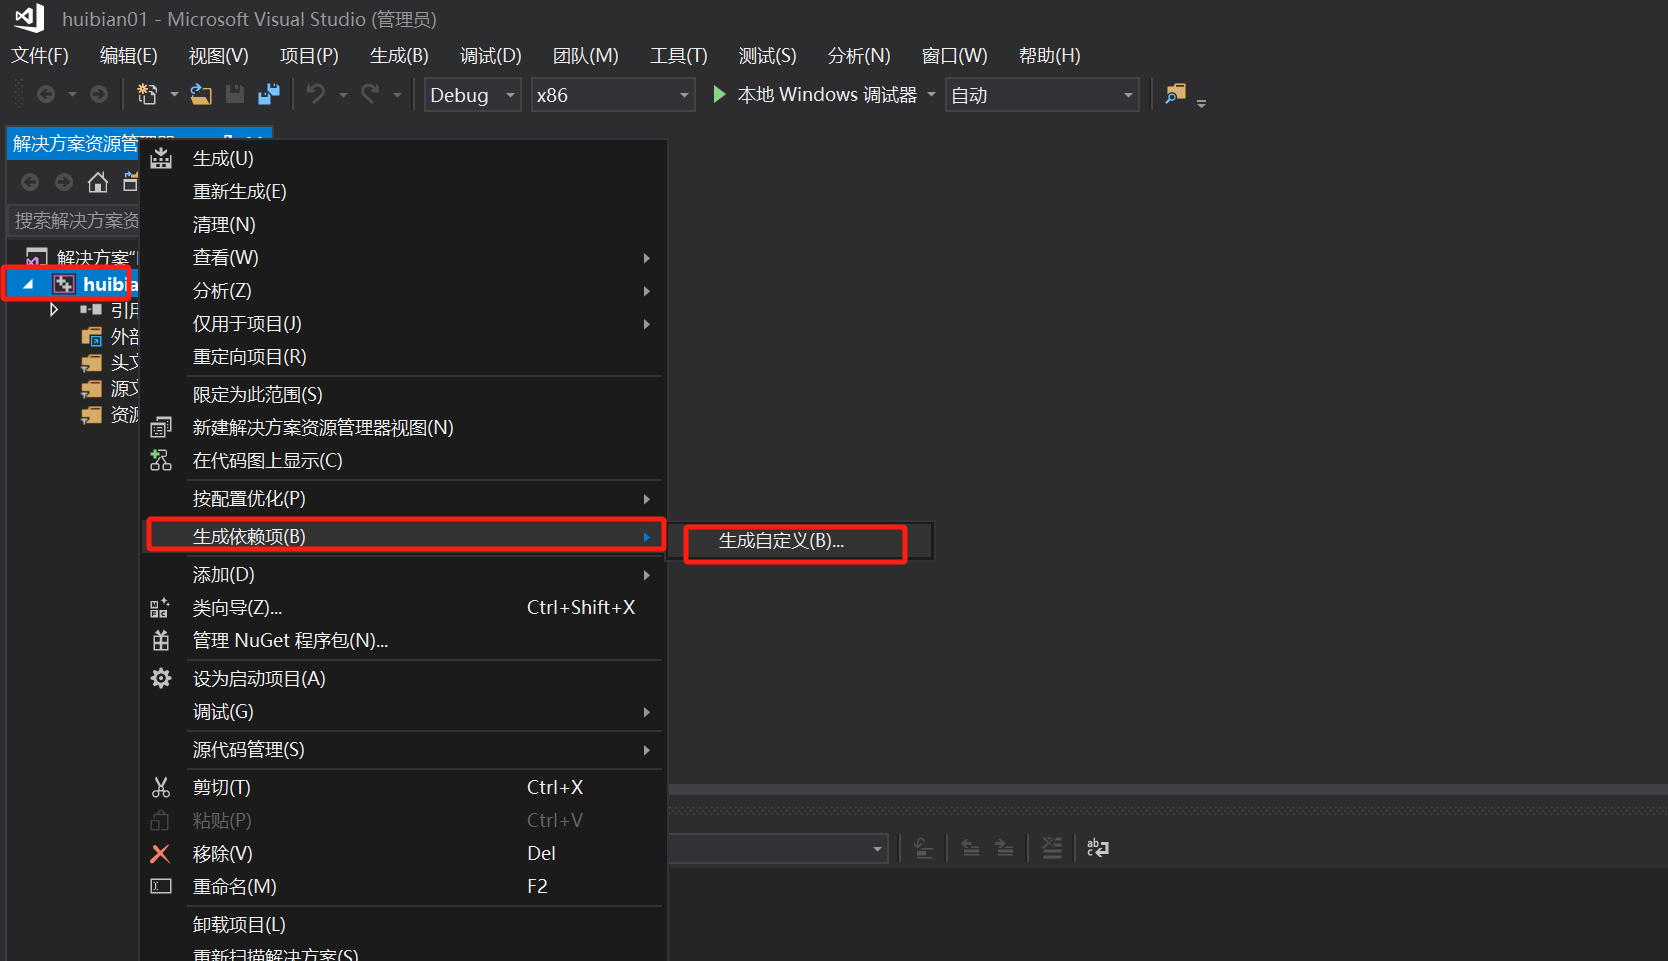 huibian01 - Microsoft Visual Studio (管理员)
文件(F) 编辑(E) 视图(V) 项目(P) 生成(B) 调试(D) 团队(M) 工具(T) 测试(S) 分析(N) 窗口(W) 帮助(H)
Debug x86 本地 Windows 调试器 自动
解决方案资源管
搜索解决方案资
解决方案"
huibia
引用
外部
头文
源文
资源
生成(U)
重新生成(E)
清理(N)
查看(W)
分析(Z)
仅用于项目(J)
重定向项目(R)
限定为此范围(S)
新建解决方案资源管理器视图(N)
在代码图上显示(C)
按配置优化(P)
生成依赖项(B)
生成自定义(B)...
添加(D)
类向导(Z)... Ctrl+Shift+X
管理 NuGet 程序包(N)...
设为启动项目(A)
调试(G)
源代码管理(S)
剪切(T) Ctrl+X
粘贴(P) Ctrl+V
移除(V) Del
重命名(M) F2
卸载项目(L)
重新扫描解决方案(S)